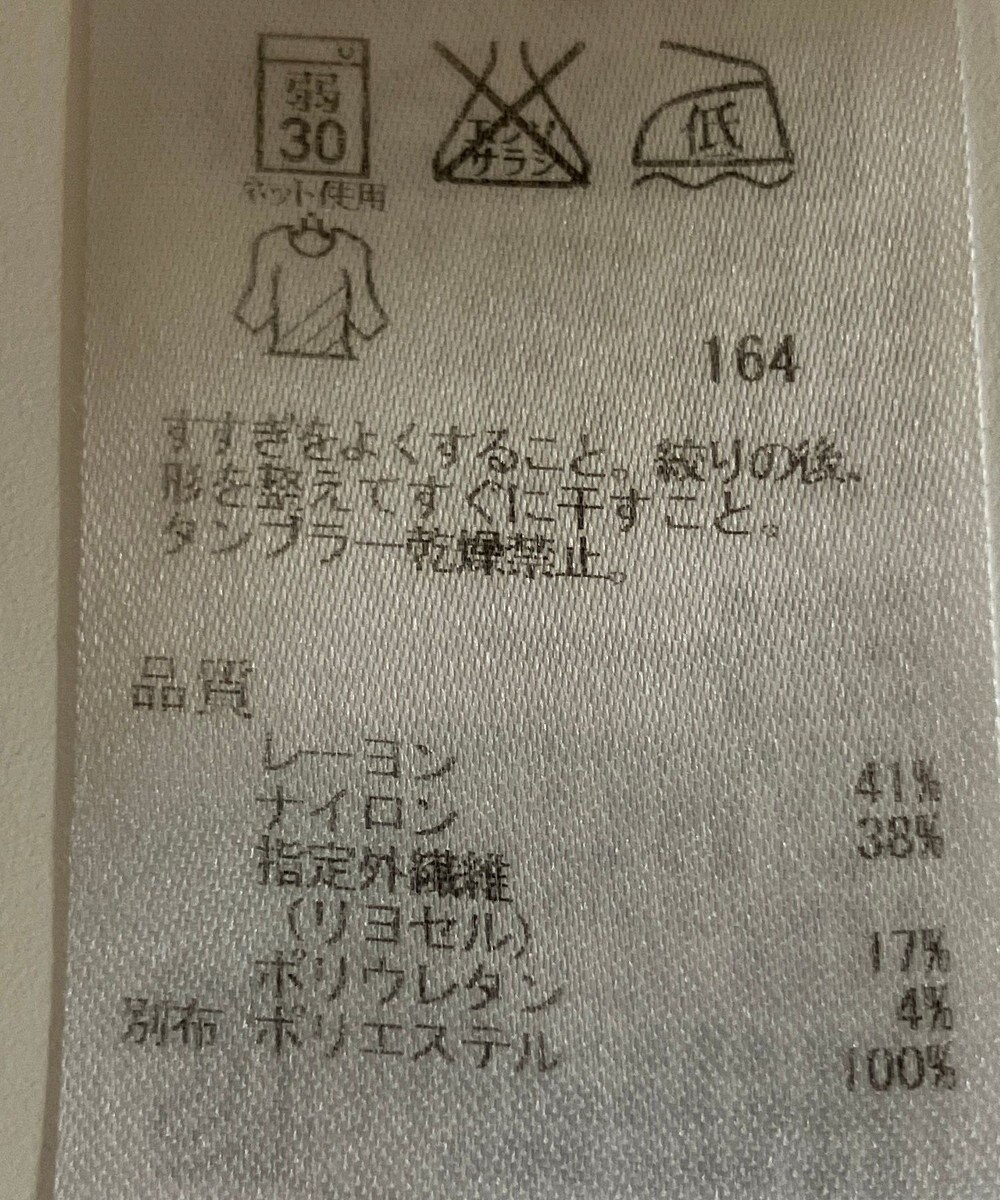 弱
30
ネット使用
エンソ
サラシ
低
164
すすぎをよくすること。絞りの後、
形を整えてすぐに干すこと。
タンブラー乾燥禁止。
品質
レーヨン 41%
ナイロン 38%
指定外繊維
(リヨセル) 17%
ポリウレタン 4%
別布 ポリエステル 100%